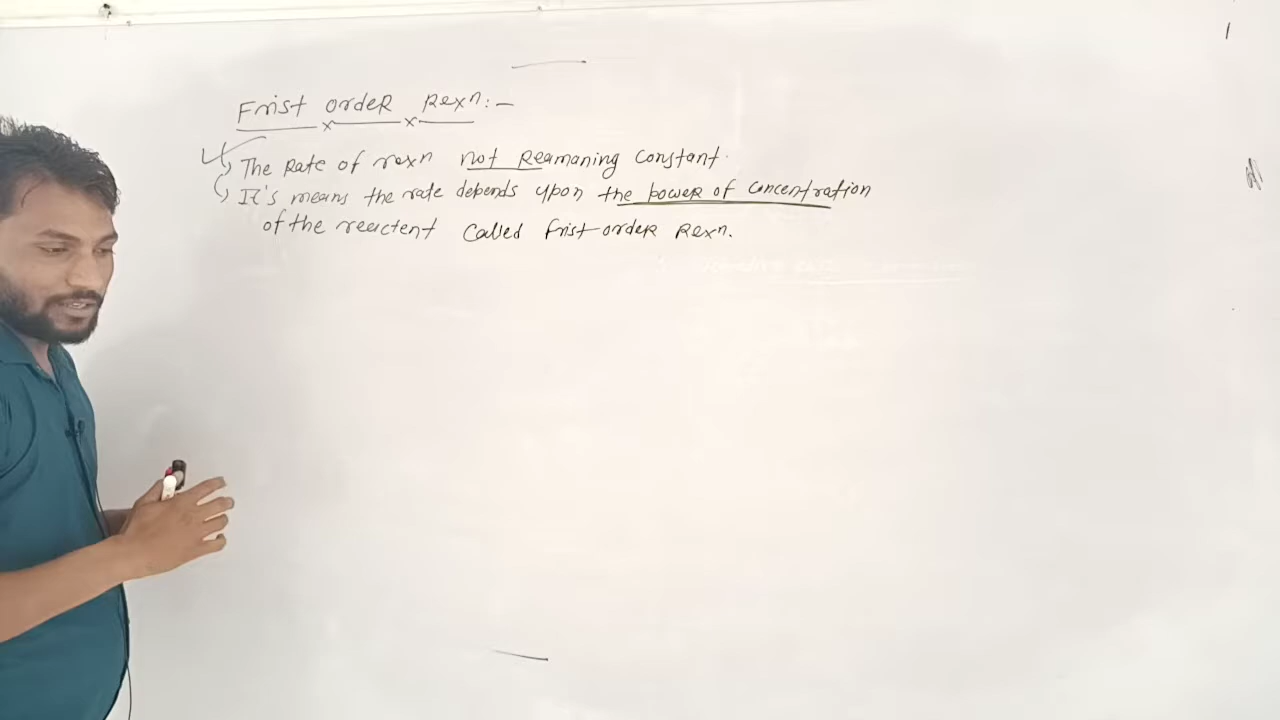 Frist order Rexn:-
The Rate of rexn not Reamaning constant.
It's means the rate depends upon the power of concentration
of the reactent called frist order Rexn.